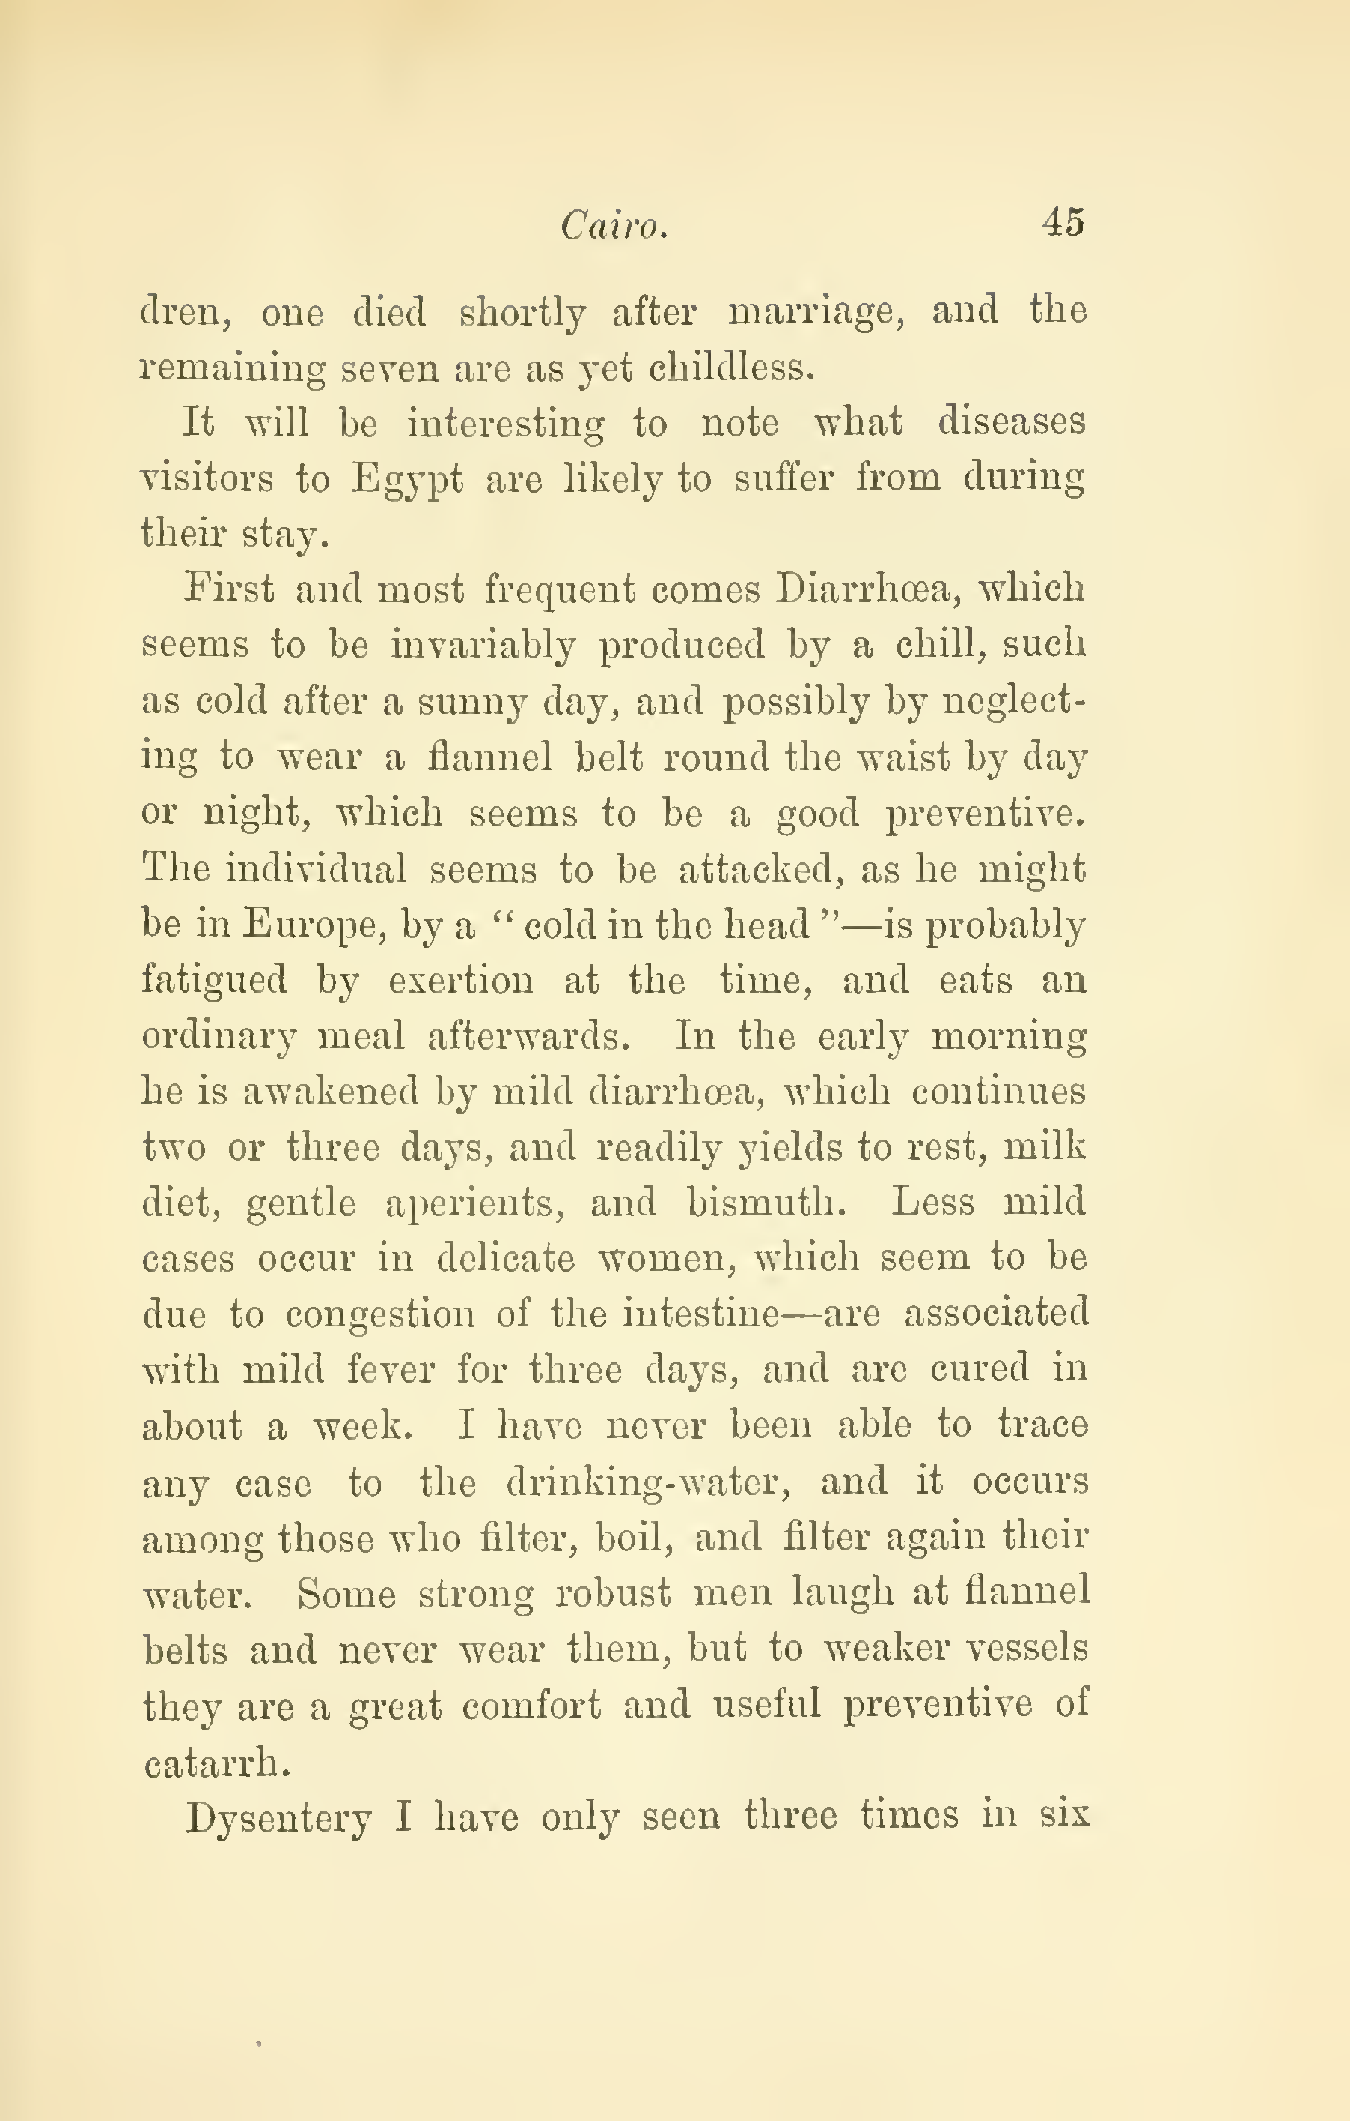 Cairo. 45
dren, one died shortly after marriage, and the
remaining seven are as yet childless.
It will be interesting to note what diseases
visitors to Egypt are likely to suffer from during
their stay.
First and most frequent comes Diarrhœa, which
seems to be invariably produced by a chill, such
as cold after a sunny day, and possibly by neglect-
ing to wear a flannel belt round the waist by day
or night, which seems to be a good preventive.
The individual seems to be attacked, as he might
be in Europe, by a “ cold in the head ”—is probably
fatigued by exertion at the time, and eats an
ordinary meal afterwards. In the early morning
he is awakened by mild diarrhœa, which continues
two or three days, and readily yields to rest, milk
diet, gentle aperients, and bismuth. Less mild
cases occur in delicate women, which seem to be
due to congestion of the intestine—are associated
with mild fever for three days, and are cured in
about a week. I have never been able to trace
any case to the drinking-water, and it occurs
among those who filter, boil, and filter again their
water. Some strong robust men laugh at flannel
belts and never wear them, but to weaker vessels
they are a great comfort and useful preventive of
catarrh.
Dysentery I have only seen three times in six